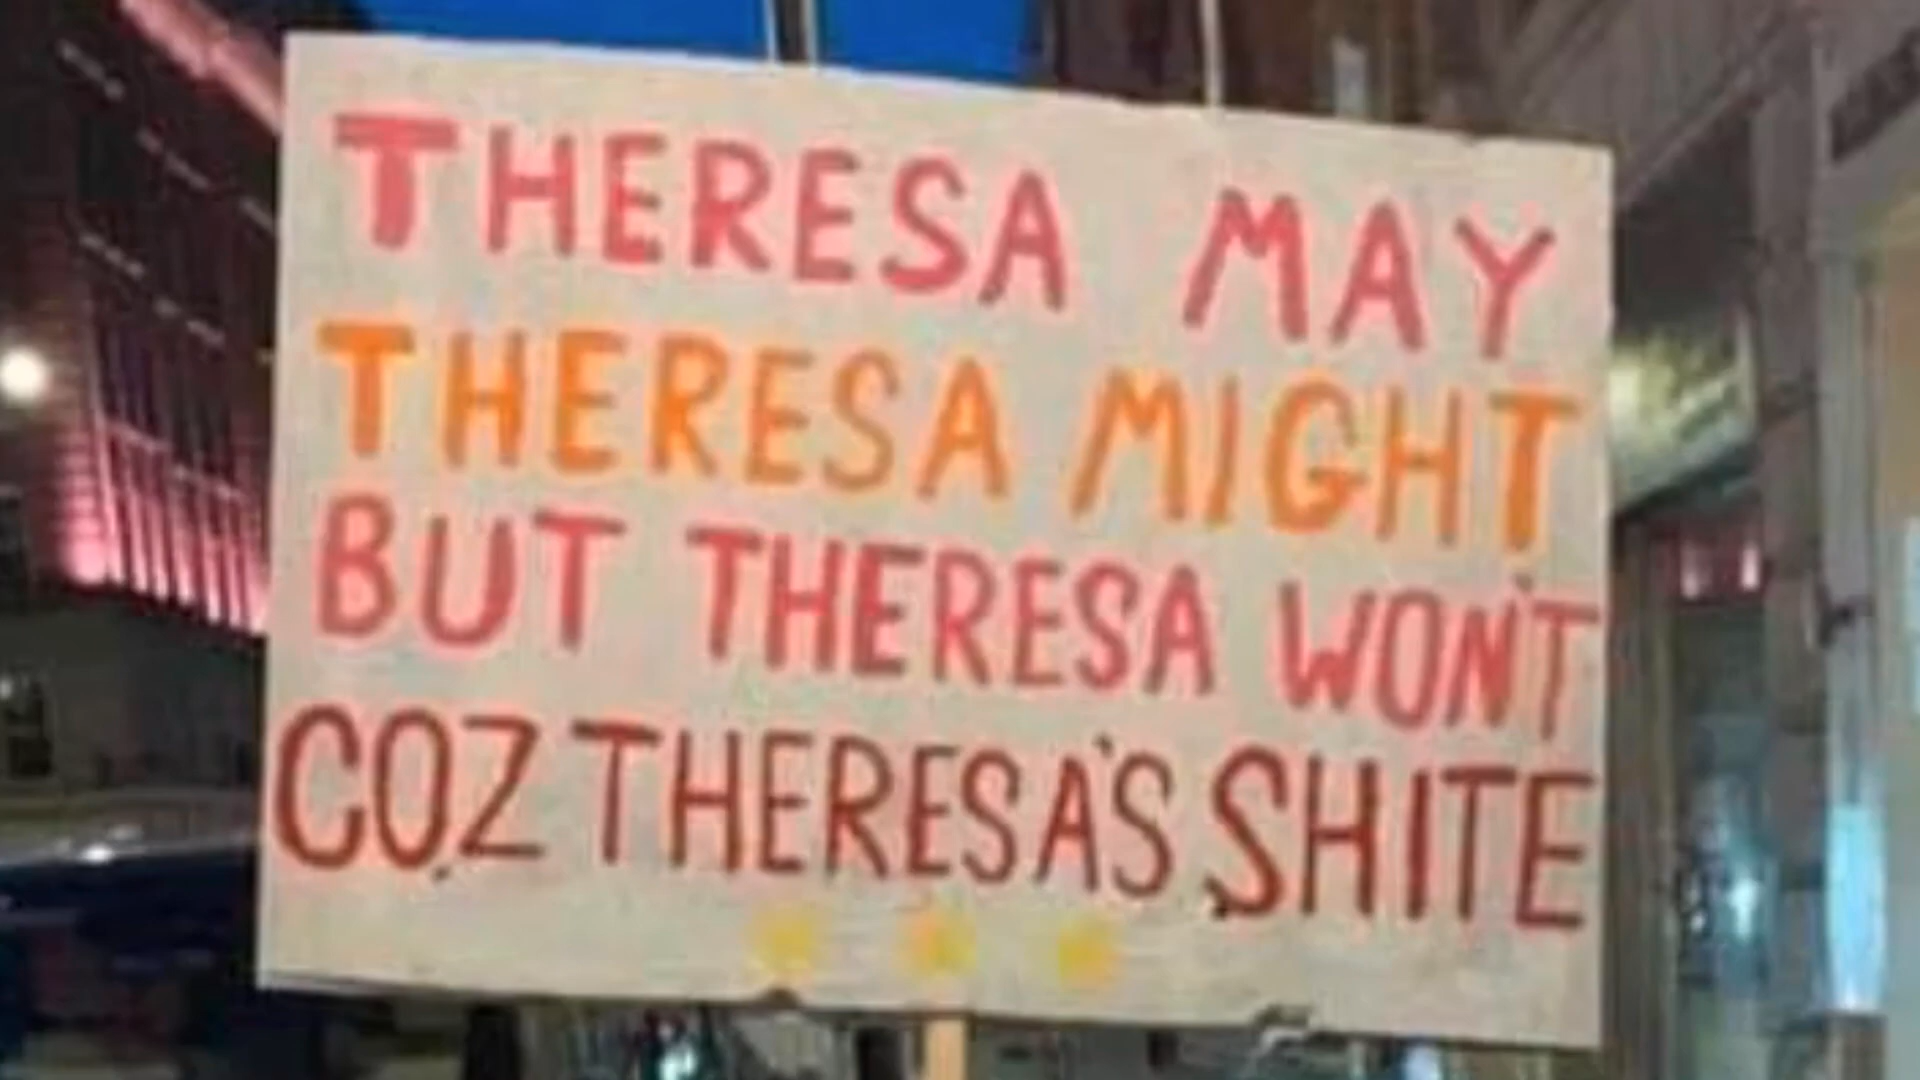 THERESA MAY
THERESA MIGHT
BUT THERESA WON'T
COZ THERESA'S SHITE